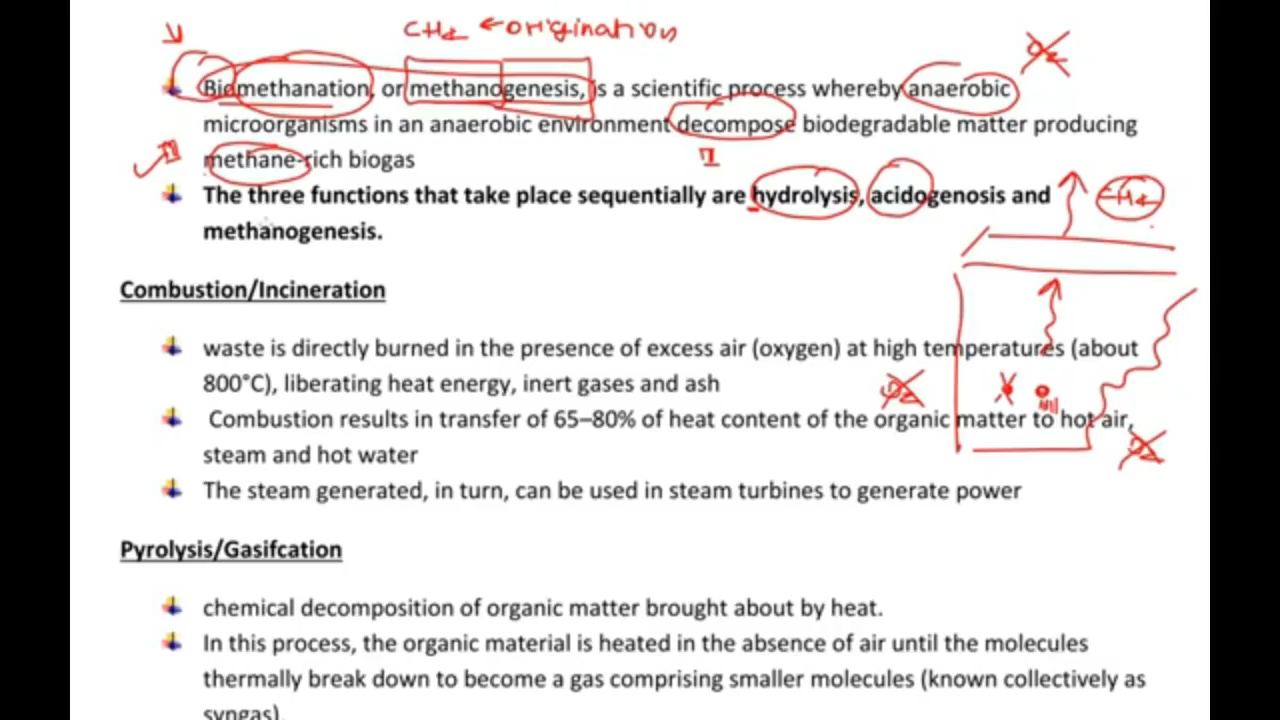 CH4 ← origination
O2
Biomethanation, or methanogenesis, is a scientific process whereby anaerobic
microorganisms in an anaerobic environment decompose biodegradable matter producing
methane-rich biogas
The three functions that take place sequentially are hydrolysis, acidogenosis and
CH4
methanogenesis.
Combustion/Incineration
waste is directly burned in the presence of excess air (oxygen) at high temperatures (about
800°C), liberating heat energy, inert gases and ash
O2
Combustion results in transfer of 65–80% of heat content of the organic matter to hot air,
O2
steam and hot water
The steam generated, in turn, can be used in steam turbines to generate power
Pyrolysis/Gasifcation
chemical decomposition of organic matter brought about by heat.
In this process, the organic material is heated in the absence of air until the molecules
thermally break down to become a gas comprising smaller molecules (known collectively as
syngas).